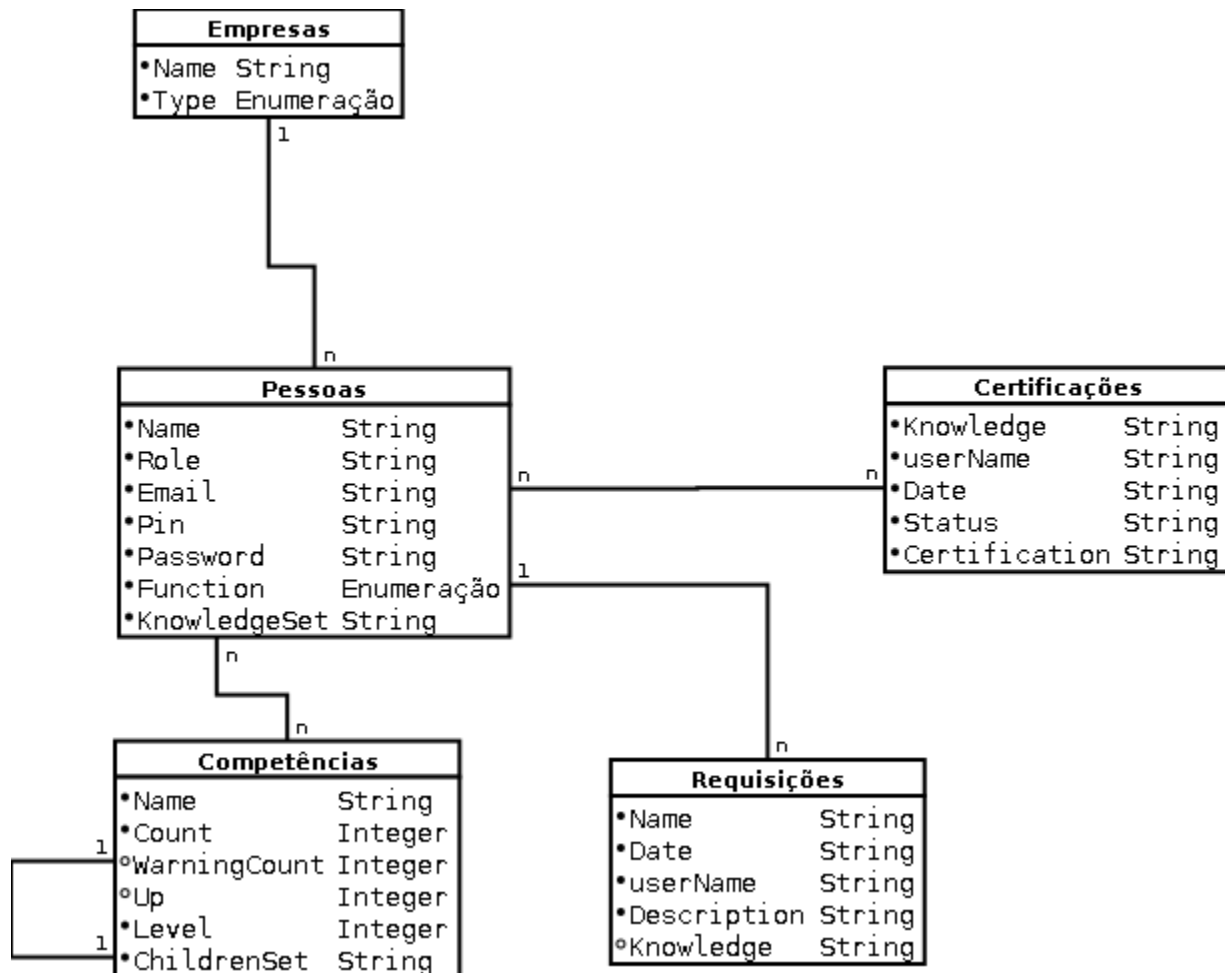 Empresas
•Name String
•Type Enumeração
1
n
Pessoas
•Name String
•Role String
•Email String
•Pin String
•Password String
•Function Enumeração
•KnowledgeSet String
n
n
Certificações
•Knowledge String
•userName String
•Date String
•Status String
•Certification String
1
n
n
n
Competências
•Name String
•Count Integer
◦WarningCount Integer
◦Up Integer
•Level Integer
•ChildrenSet String
1
1
Requisições
•Name String
•Date String
•userName String
•Description String
◦Knowledge String